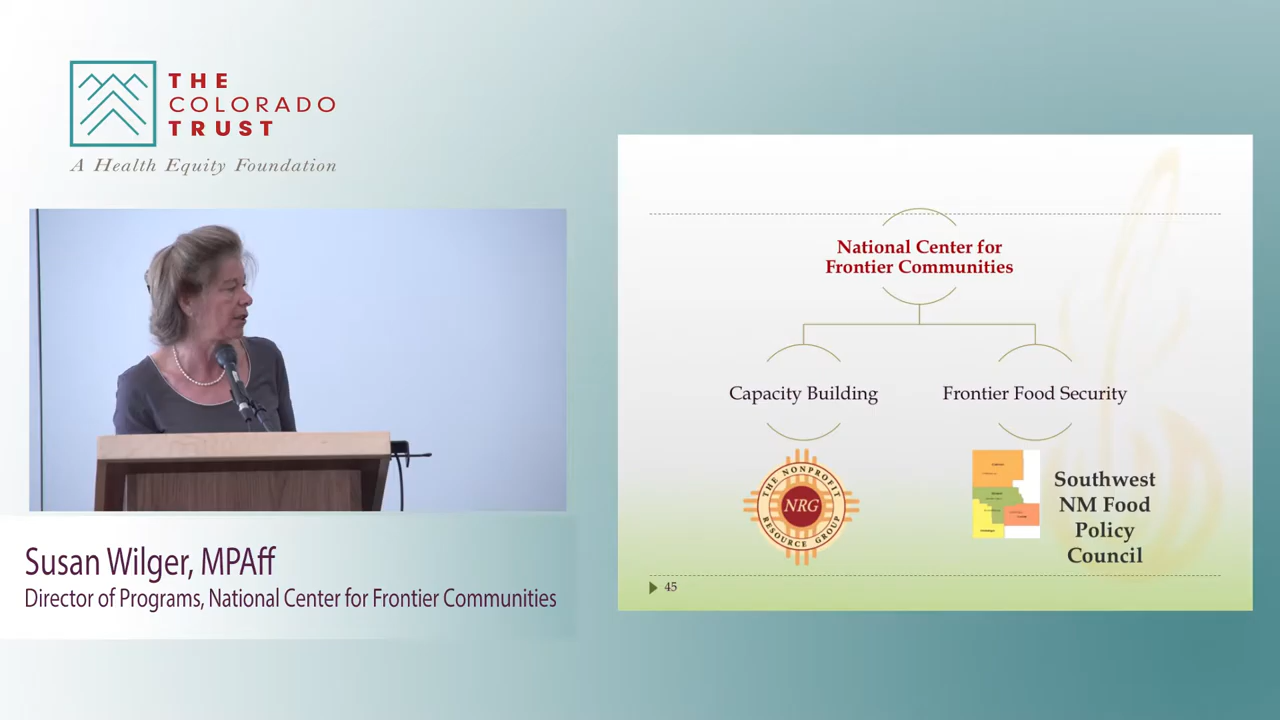 THE
COLORADO
TRUST
A Health Equity Foundation
Susan Wilger, MPAff
Director of Programs, National Center for Frontier Communities
National Center for
Frontier Communities
Capacity Building
Frontier Food Security
THE NONPROFIT
NRG
RESOURCE GROUP
Southwest
NM Food
Policy
Council
45